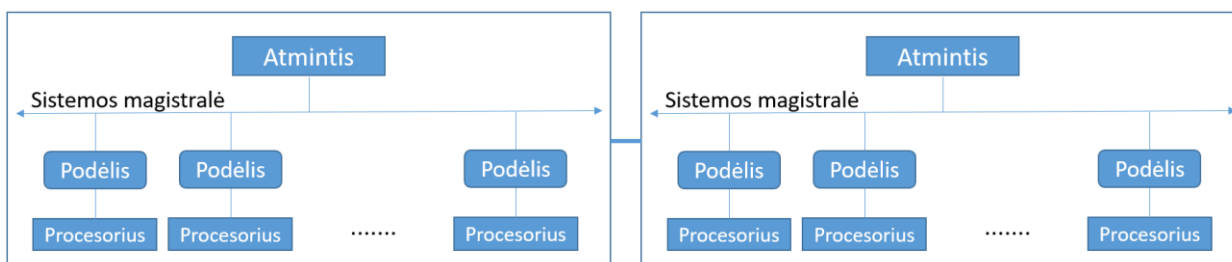 Atmintis
Sistemos magistralė
Podėlis Podėlis Podėlis
Procesorius Procesorius ....... Procesorius
Atmintis
Sistemos magistralė
Podėlis Podėlis Podėlis
Procesorius Procesorius ....... Procesorius